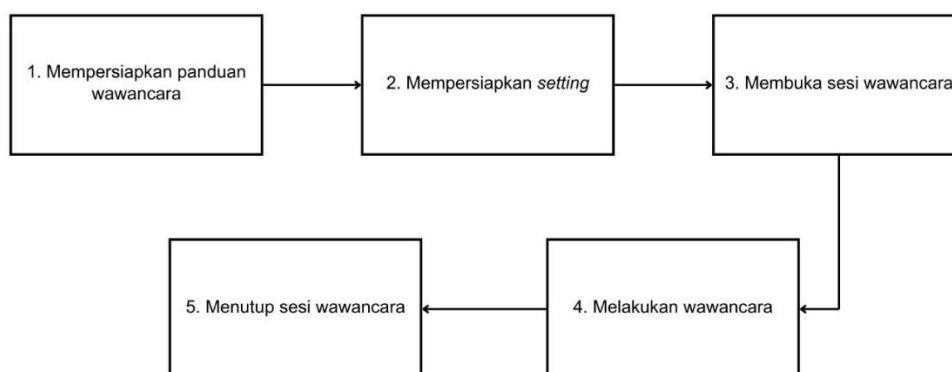 1. Mempersiapkan panduan
wawancara
2. Mempersiapkan setting
3. Membuka sesi wawancara
4. Melakukan wawancara
5. Menutup sesi wawancara